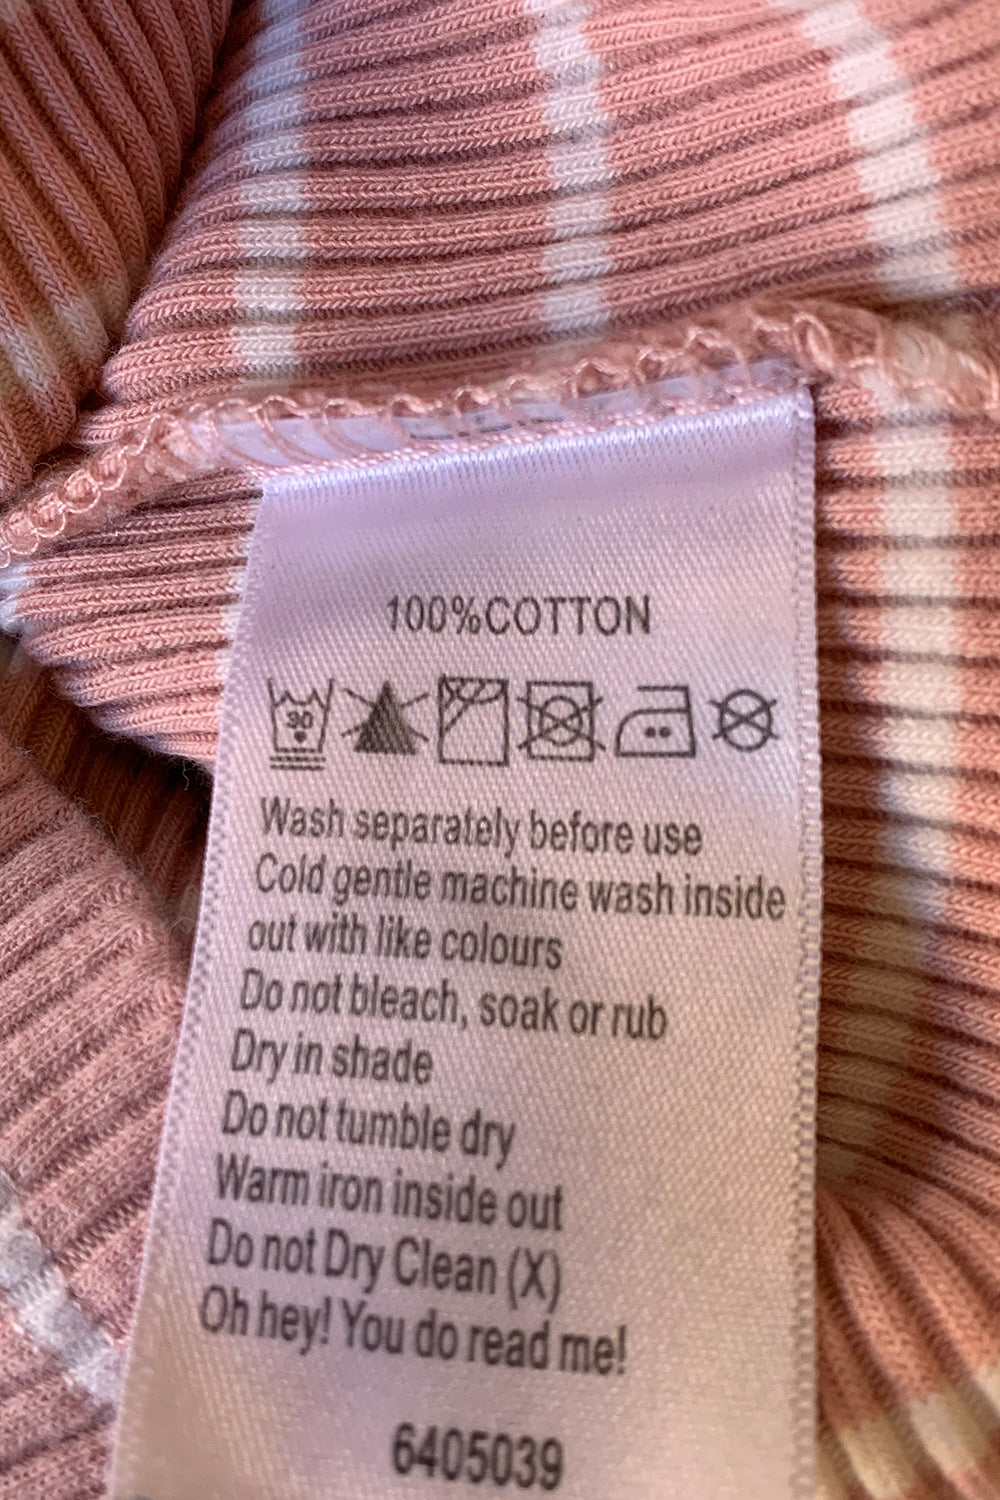 100%COTTON
30
Wash separately before use
Cold gentle machine wash inside
out with like colours
Do not bleach, soak or rub
Dry in shade
Do not tumble dry
Warm iron inside out
Do not Dry Clean (X)
Oh hey! You do read me!
6405039